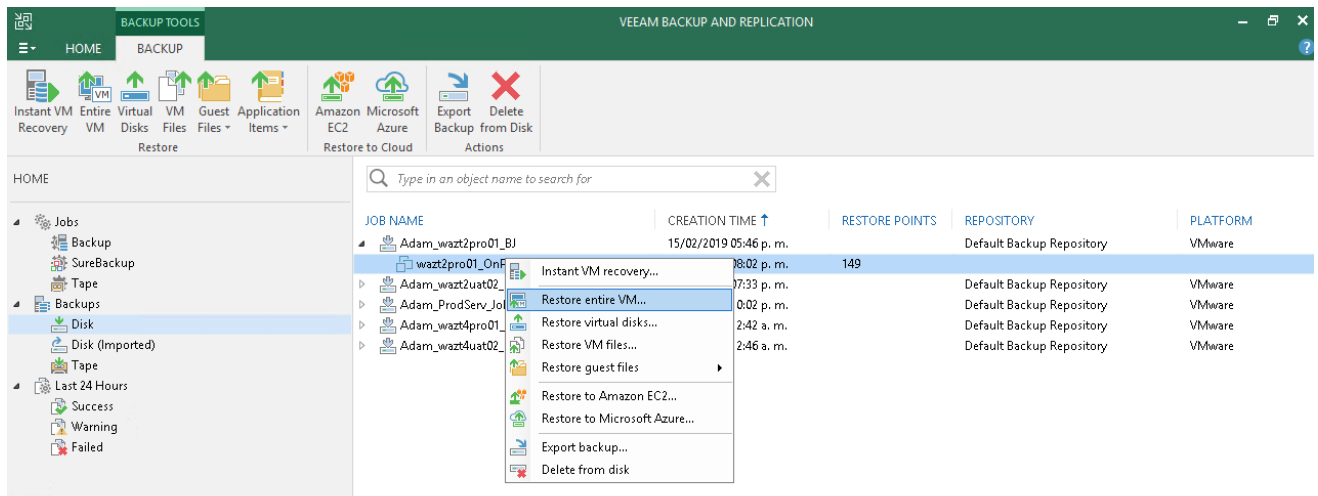 BACKUP TOOLS
VEEAM BACKUP AND REPLICATION
HOME BACKUP
Instant VM Recovery
Entire VM
Virtual Disks
VM Files
Guest Files
Application Items
Restore
Amazon EC2
Microsoft Azure
Restore to Cloud
Export Backup
Delete from Disk
Actions
HOME
Jobs
Backup
SureBackup
Tape
Backups
Disk
Disk (Imported)
Tape
Last 24 Hours
Success
Warning
Failed
Type in an object name to search for
JOB NAME CREATION TIME RESTORE POINTS REPOSITORY PLATFORM
Adam_wazt2pro01_BJ 15/02/2019 05:46 p. m. Default Backup Repository VMware
wazt2pro01_OnP 8:02 p. m. 149
Adam_wazt2uat02_ 7:33 p. m. Default Backup Repository VMware
Adam_ProdServ_Jo 0:02 p. m. Default Backup Repository VMware
Adam_wazt4pro01_ 2:42 a. m. Default Backup Repository VMware
Adam_wazt4uat02_ 2:46 a. m. Default Backup Repository VMware
Instant VM recovery...
Restore entire VM...
Restore virtual disks...
Restore VM files...
Restore guest files
Restore to Amazon EC2...
Restore to Microsoft Azure...
Export backup...
Delete from disk